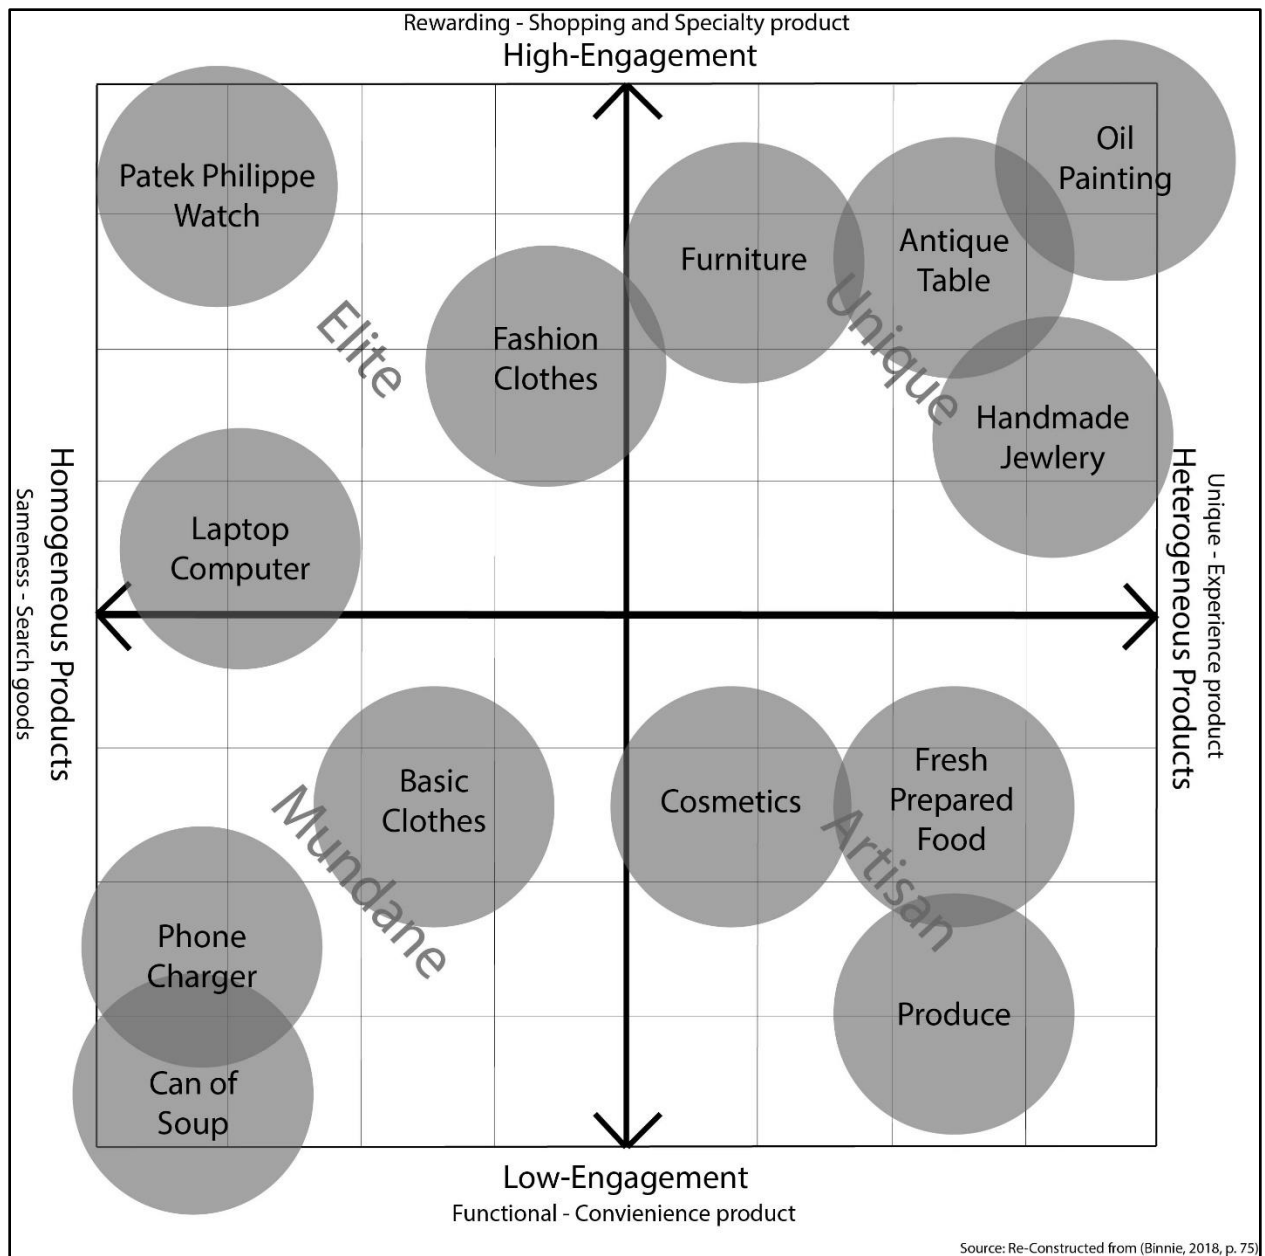 Rewarding - Shopping and Specialty product
High-Engagement
Oil
Painting
Patek Philippe
Watch
Furniture
Antique
Table
Unique
Elite
Fashion
Clothes
Handmade
Jewlery
Homogeneous Products
Sameness - Search goods
Laptop
Computer
Heterogeneous Products
Unique - Experience product
Basic
Clothes
Mundane
Cosmetics
Fresh
Prepared
Food
Artisan
Phone
Charger
Produce
Can of
Soup
Low-Engagement
Functional - Convienience product
Source: Re-Constructed from (Binnie, 2018, p. 75)